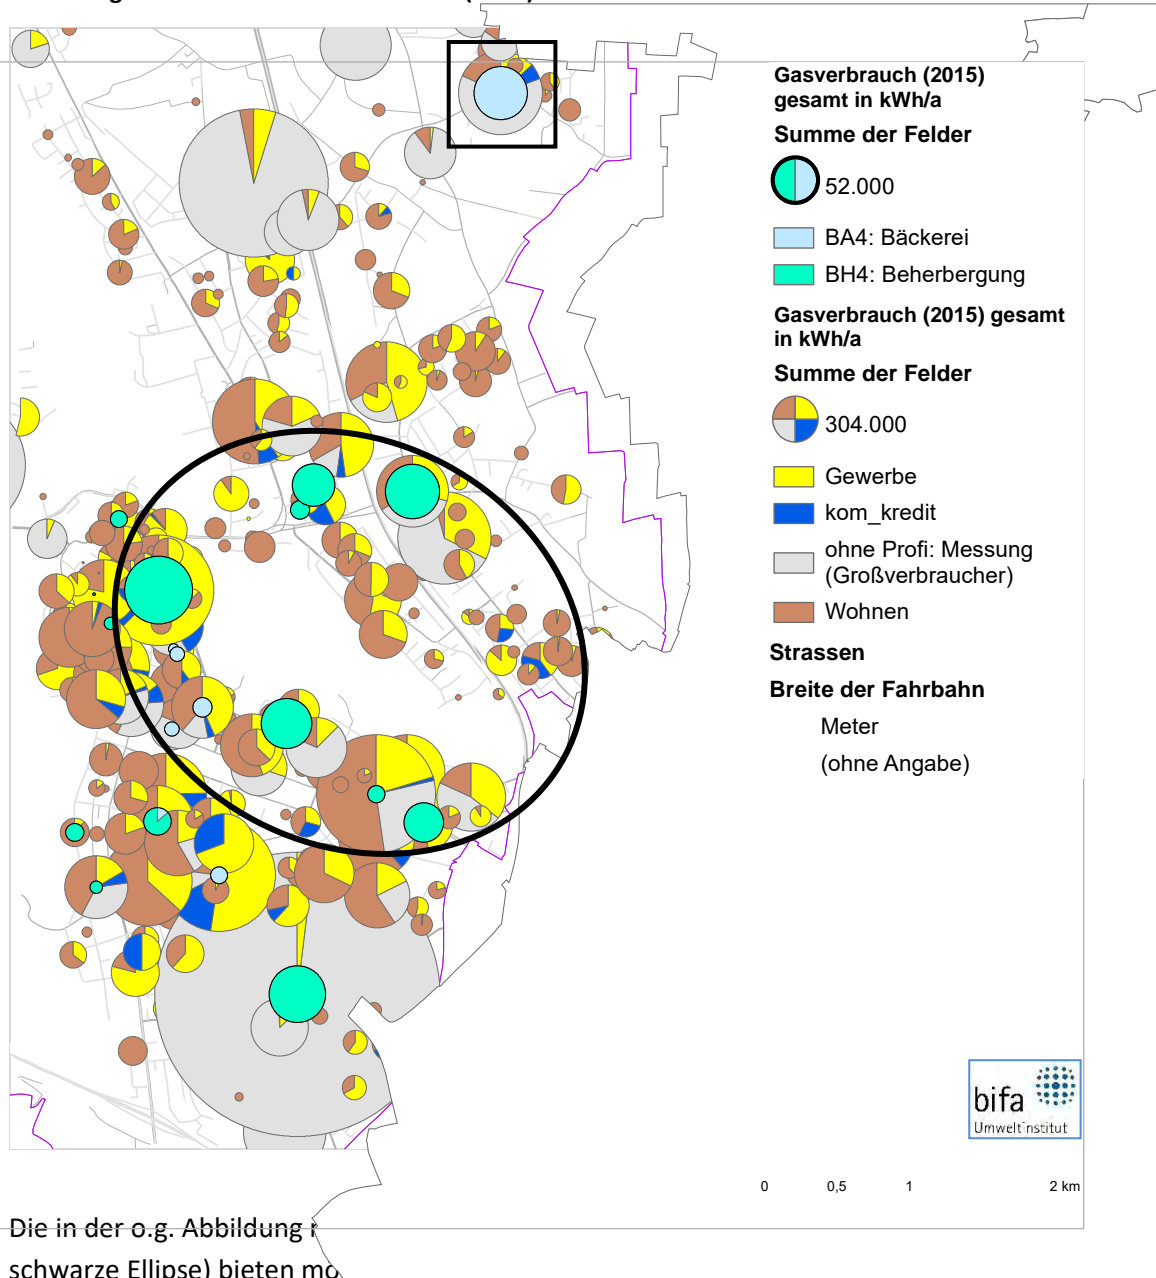 Gasverbrauch (2015)
gesamt in kWh/a
Summe der Felder
52.000
BA4: Bäckerei
BH4: Beherbergung
Gasverbrauch (2015) gesamt
in kWh/a
Summe der Felder
304.000
Gewerbe
kom_kredit
ohne Profi: Messung
(Großverbraucher)
Wohnen
Strassen
Breite der Fahrbahn
Meter
(ohne Angabe)
bifa
Umweltinstitut
0 0,5 1 2 km
Die in der o.g. Abbildung
schwarze Ellipse) bieten